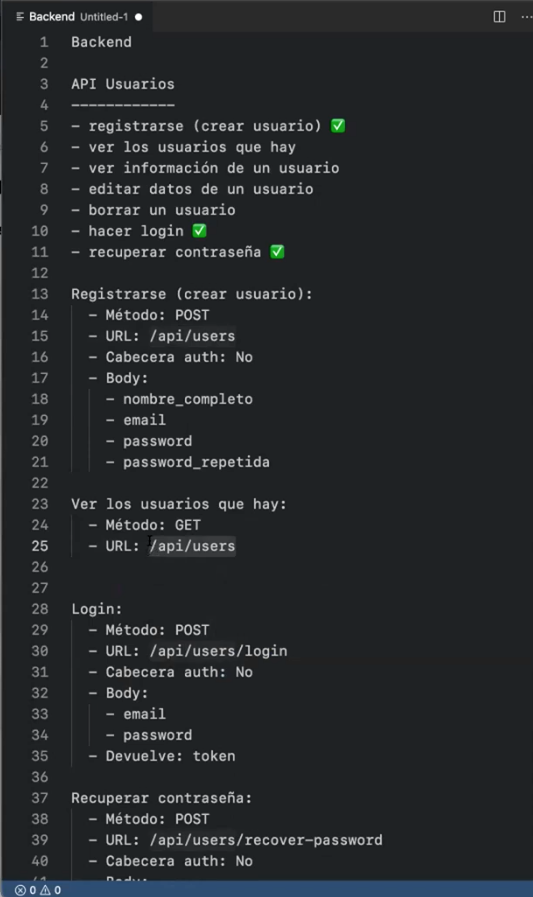 Backend Untitled-1
1 Backend
2
3 API Usuarios
4 ------------
5 - registrarse (crear usuario) ✅
6 - ver los usuarios que hay
7 - ver información de un usuario
8 - editar datos de un usuario
9 - borrar un usuario
10 - hacer login ✅
11 - recuperar contraseña ✅
12
13 Registrarse (crear usuario):
14 - Método: POST
15 - URL: /api/users
16 - Cabecera auth: No
17 - Body:
18 - nombre_completo
19 - email
20 - password
21 - password_repetida
22
23 Ver los usuarios que hay:
24 - Método: GET
25 - URL: /api/users
26
27
28 Login:
29 - Método: POST
30 - URL: /api/users/login
31 - Cabecera auth: No
32 - Body:
33 - email
34 - password
35 - Devuelve: token
36
37 Recuperar contraseña:
38 - Método: POST
39 - URL: /api/users/recover-password
40 - Cabecera auth: No
41 - Body:
0 0